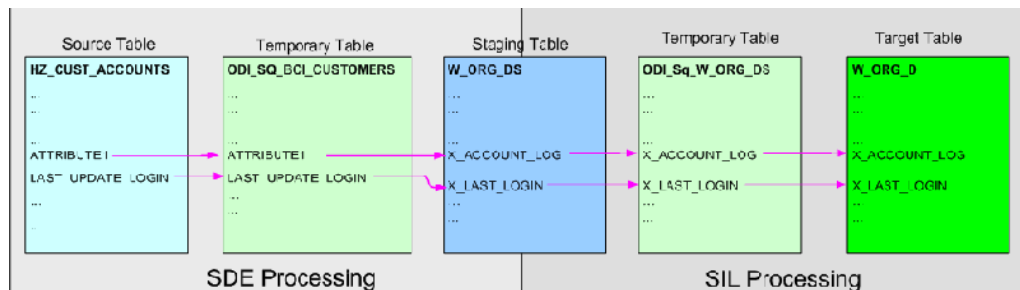 Source Table
HZ_CUST_ACCOUNTS
...
...
...
ATTRIBUTE1
LAST_UPDATE_LOGIN
...
..
Temporary Table
ODI_SQ_BCI_CUSTOMERS
...
...
...
ATTRIBUTE1
LAST_UPDATE_LOGIN
...
...
Staging Table
W_ORG_DS
...
...
...
X_ACCOUNT_LOG
X_LAST_LOGIN
...
...
Temporary Table
ODI_Sq_W_ORG_DS
...
...
...
X_ACCOUNT_LOG
X_LAST_LOGIN
...
...
Target Table
W_ORG_D
...
...
...
X_ACCOUNT_LOG
X_LAST_LOGIN
...
...
SDE Processing
SIL Processing